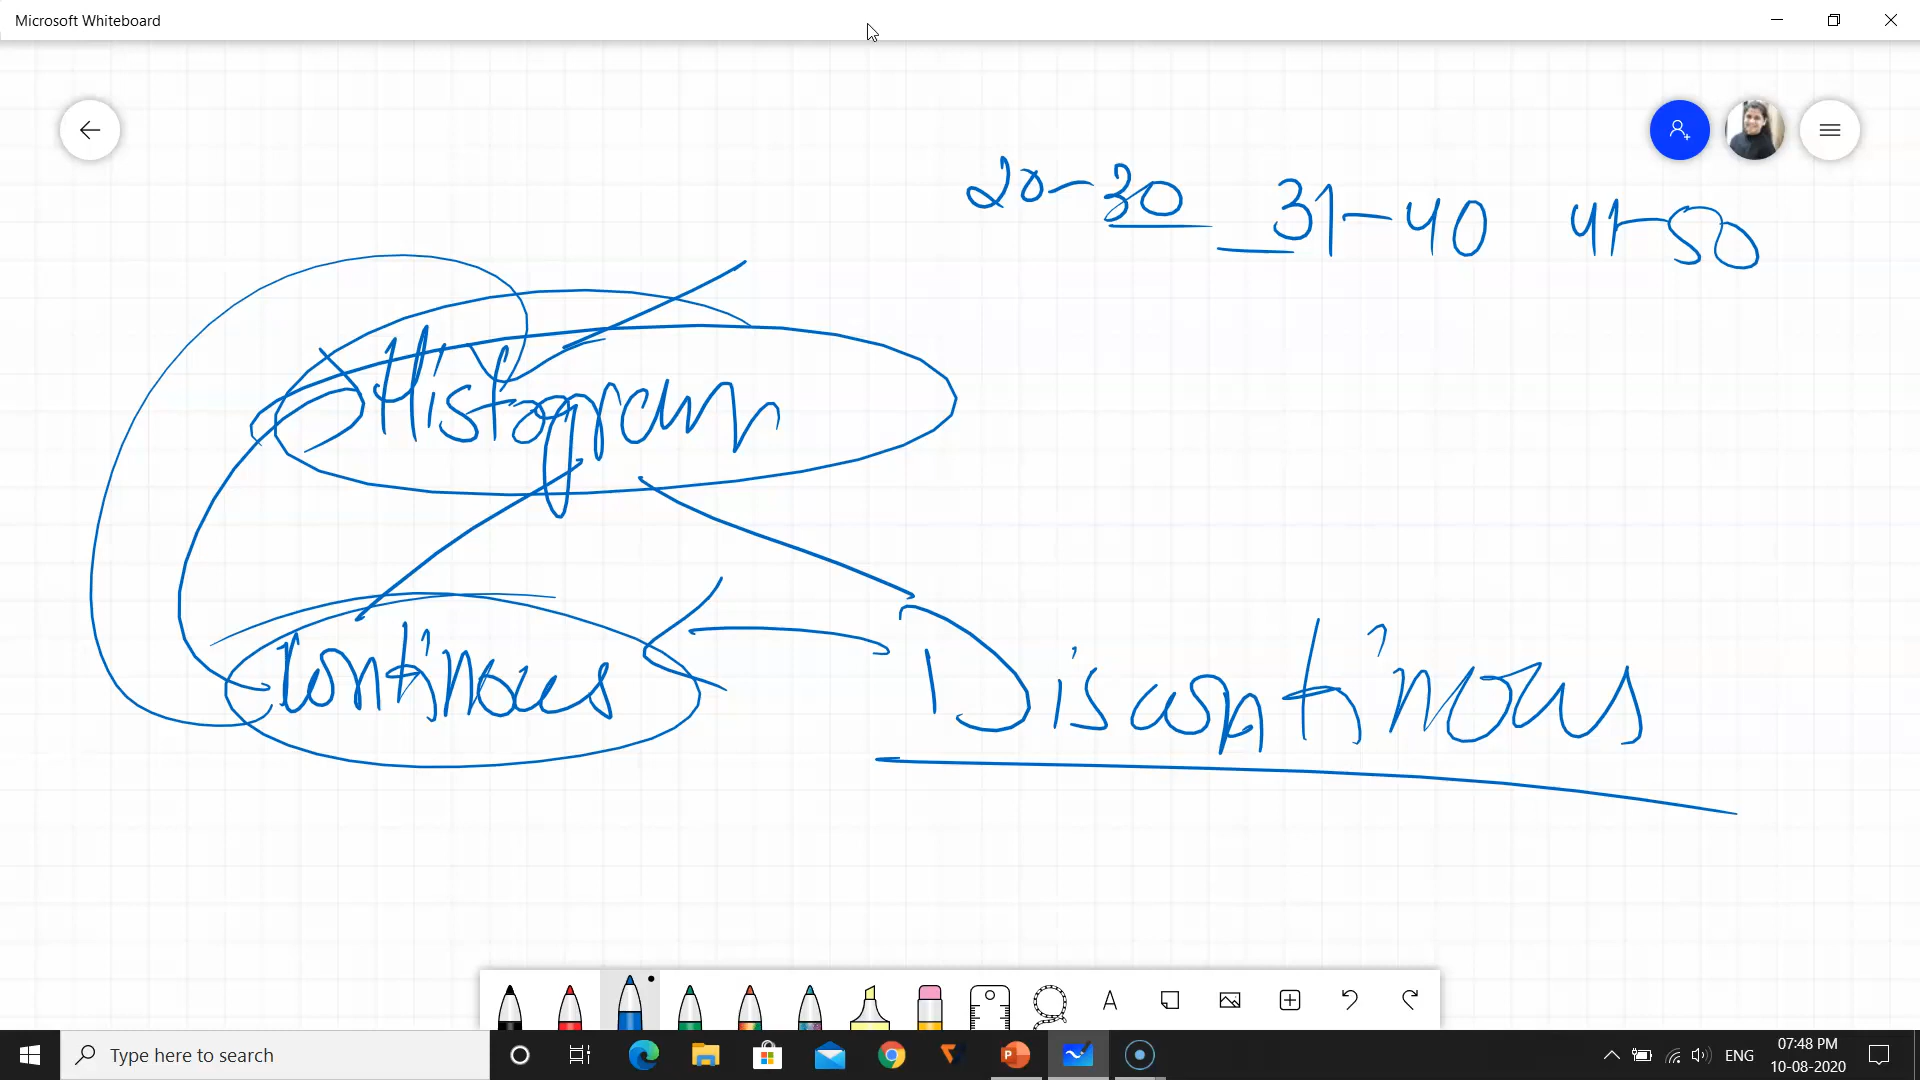 Microsoft Whiteboard
20-30 31-40 41-50
Histogram
Continous Discontinous
A
Type here to search
ENG
07:48 PM
10-08-2020